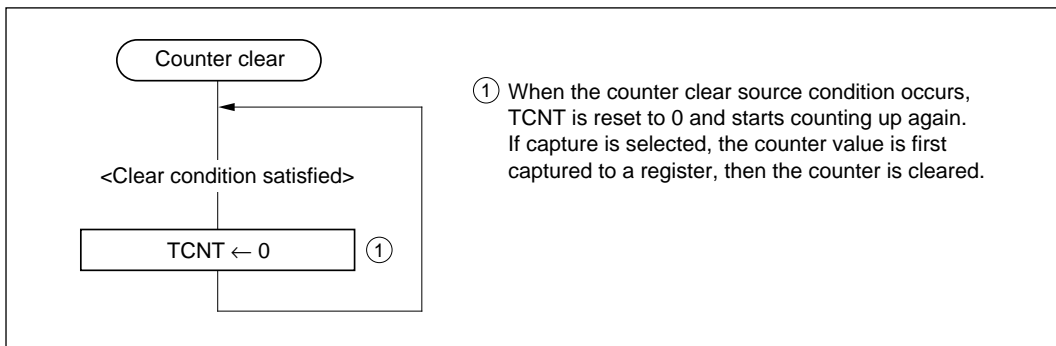 Counter clear
<Clear condition satisfied>
TCNT ← 0
①
① When the counter clear source condition occurs,
TCNT is reset to 0 and starts counting up again.
If capture is selected, the counter value is first
captured to a register, then the counter is cleared.